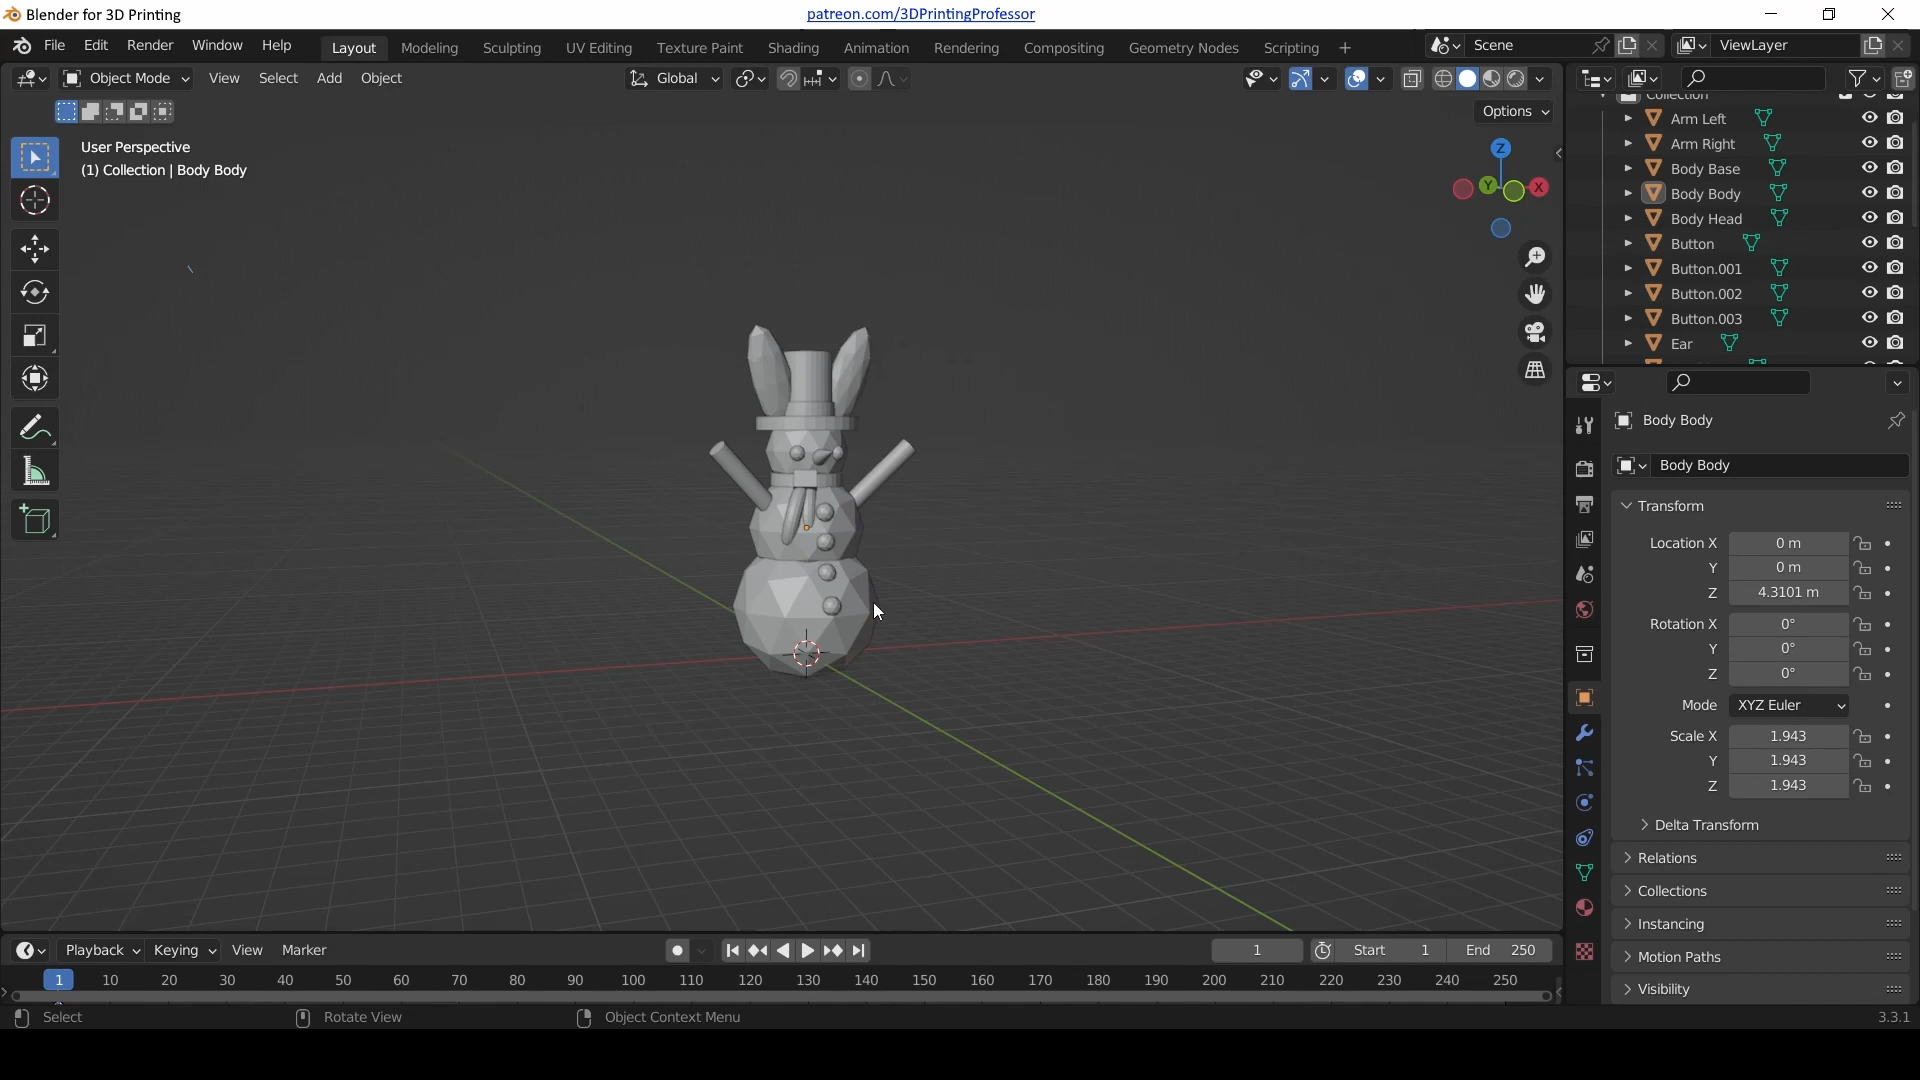 Blender for 3D Printing
patreon.com/3DPrintingProfessor
File Edit Render Window Help
Layout Modeling Sculpting UV Editing Texture Paint Shading Animation Rendering Compositing Geometry Nodes Scripting +
Scene
ViewLayer
Object Mode View Select Add Object
Global
Options
User Perspective
(1) Collection | Body Body
Z
Y
X
Collection
Arm Left
Arm Right
Body Base
Body Body
Body Head
Button
Button.001
Button.002
Button.003
Ear
Body Body
Body Body
Transform
Location X 0 m
Y 0 m
Z 4.3101 m
Rotation X 0°
Y 0°
Z 0°
Mode XYZ Euler
Scale X 1.943
Y 1.943
Z 1.943
Delta Transform
Relations
Collections
Instancing
Motion Paths
Visibility
Playback Keying View Marker
1
Start 1
End 250
1 10 20 30 40 50 60 70 80 90 100 110 120 130 140 150 160 170 180 190 200 210 220 230 240 250
Select
Rotate View
Object Context Menu
3.3.1